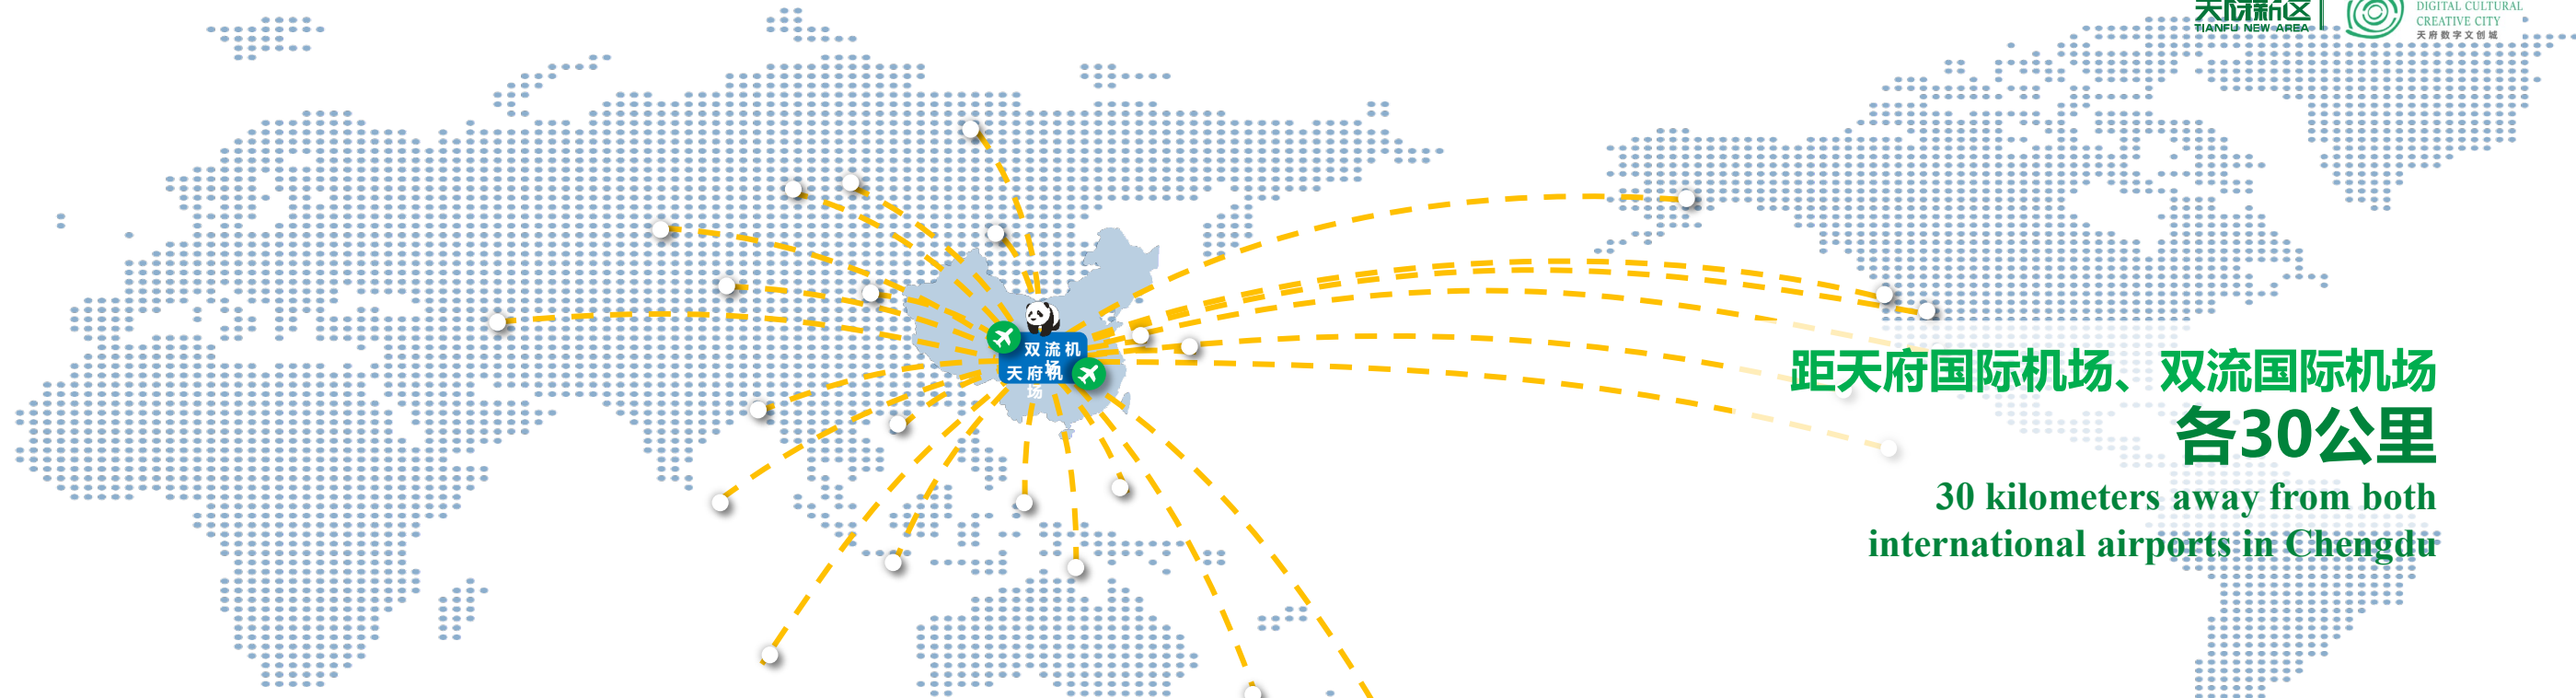 天府新区
TIANFU NEW AREA
DIGITAL CULTURAL
CREATIVE CITY
天府数字文创城
双流机
场
天府机
场
距天府国际机场、双流国际机场
各30公里
30 kilometers away from both
international airports in Chengdu